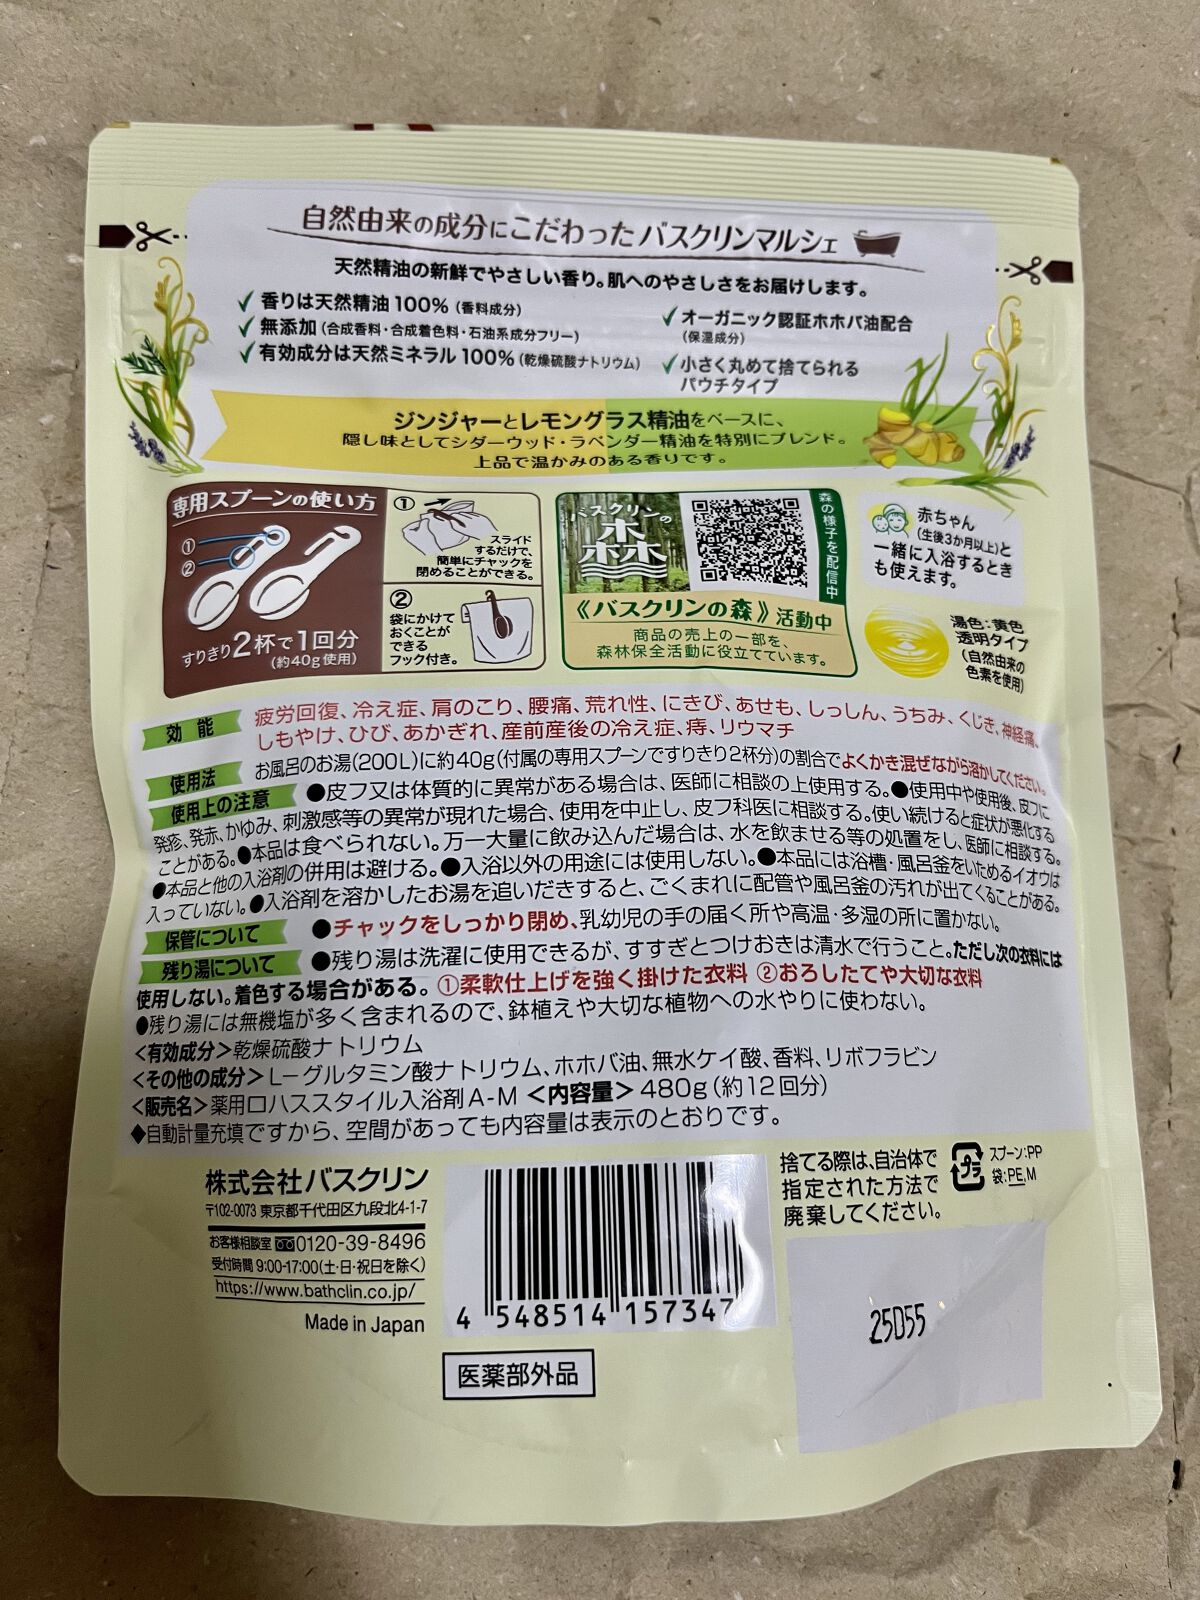 自然由来の成分にこだわったバスクリンマルシェ
天然精油の新鮮でやさしい香り。肌へのやさしさをお届けします。
✓ 香りは天然精油100%(香料成分)
✓ 無添加(合成香料・合成着色料・石油系成分フリー)
✓ 有効成分は天然ミネラル100%(乾燥硫酸ナトリウム)
✓ オーガニック認証ホホバ油配合
(保湿成分)
✓ 小さく丸めて捨てられる
パウチタイプ
ジンジャーとレモングラス精油をベースに、
隠し味としてシダーウッド・ラベンダー精油を特別にブレンド。
上品で温かみのある香りです。
専用スプーンの使い方
①
②
すりきり2杯で1回分
(約40g使用)
①
スライド
するだけで、
簡単にチャックを
閉めることができる。
②
袋にかけて
おくことが
できる
フック付き。
バスクリンの
森
森の様子を配信中
《バスクリンの森》活動中
商品の売上の一部を、
森林保全活動に役立てています。
赤ちゃん
(生後3か月以上)と
一緒に入浴するとき
も使えます。
湯色:黄色
透明タイプ
(自然由来の
色素を使用)
効 能 疲労回復、冷え症、肩のこり、腰痛、荒れ性、にきび、あせも、しっしん、うちみ、くじき、神経痛、
しもやけ、ひび、あかぎれ、産前産後の冷え症、痔、リウマチ
使用法 お風呂のお湯(200L)に約40g(付属の専用スプーンですりきり2杯分)の割合でよくかき混ぜながら溶かしてください。
使用上の注意 ●皮フ又は体質的に異常がある場合は、医師に相談の上使用する。●使用中や使用後、皮フに
発疹、発赤、かゆみ、刺激感等の異常が現れた場合、使用を中止し、皮フ科医に相談する。使い続けると症状が悪化する
ことがある。●本品は食べられない。万一大量に飲み込んだ場合は、水を飲ませる等の処置をし、医師に相談する。
●本品と他の入浴剤の併用は避ける。●入浴以外の用途には使用しない。●本品には浴槽・風呂釜をいためるイオウは
入っていない。●入浴剤を溶かしたお湯を追いだきすると、ごくまれに配管や風呂釜の汚れが出てくることがある。
保管について ●チャックをしっかり閉め、乳幼児の手の届く所や高温・多湿の所に置かない。
残り湯について ●残り湯は洗濯に使用できるが、すすぎとつけおきは清水で行うこと。ただし次の衣料には
使用しない。着色する場合がある。①柔軟仕上げを強く掛けた衣料 ②おろしたてや大切な衣料
●残り湯には無機塩が多く含まれるので、鉢植えや大切な植物への水やりに使わない。
<有効成分>乾燥硫酸ナトリウム
<その他の成分>L-グルタミン酸ナトリウム、ホホバ油、無水ケイ酸、香料、リボフラビン
<販売名>薬用ロハススタイル入浴剤A-M <内容量>480g(約12回分)
◆自動計量充填ですから、空間があっても内容量は表示のとおりです。
株式会社バスクリン
〒102-0073 東京都千代田区九段北4-1-7
お客様相談室 0120-39-8496
受付時間 9:00-17:00(土・日・祝日を除く)
https://www.bathclin.co.jp/
Made in Japan
4 548514 157347
医薬部外品
捨てる際は、自治体で
指定された方法で
廃棄してください。
プラ
スプーン:PP
袋:PE,M
25D55